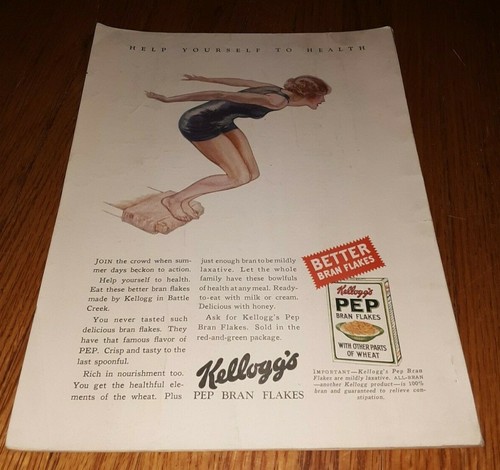 HELP YOURSELF TO HEALTH
JOIN the crowd when sum-
mer days beckon to action.
Help yourself to health.
Eat these better bran flakes
made by Kellogg in Battle
Creek.
You never tasted such
delicious bran flakes. They
have that famous flavor of
PEP. Crisp and tasty to the
last spoonful.
Rich in nourishment too.
You get the healthful ele-
ments of the wheat. Plus
just enough bran to be mildly
laxative. Let the whole
family have these bowlfuls
of health at any meal. Ready-
to-eat with milk or cream.
Delicious with honey.
Ask for Kellogg's Pep
Bran Flakes. Sold in the
red-and-green package.
Kellogg's
PEP BRAN FLAKES
BETTER
BRAN FLAKES
Kellogg's
PEP
BRAN FLAKES
WITH OTHER PARTS
OF WHEAT
IMPORTANT—Kellogg's Pep Bran
Flakes are mildly laxative. ALL-BRAN
—another Kellogg product—is 100%
bran and guaranteed to relieve con-
stipation.